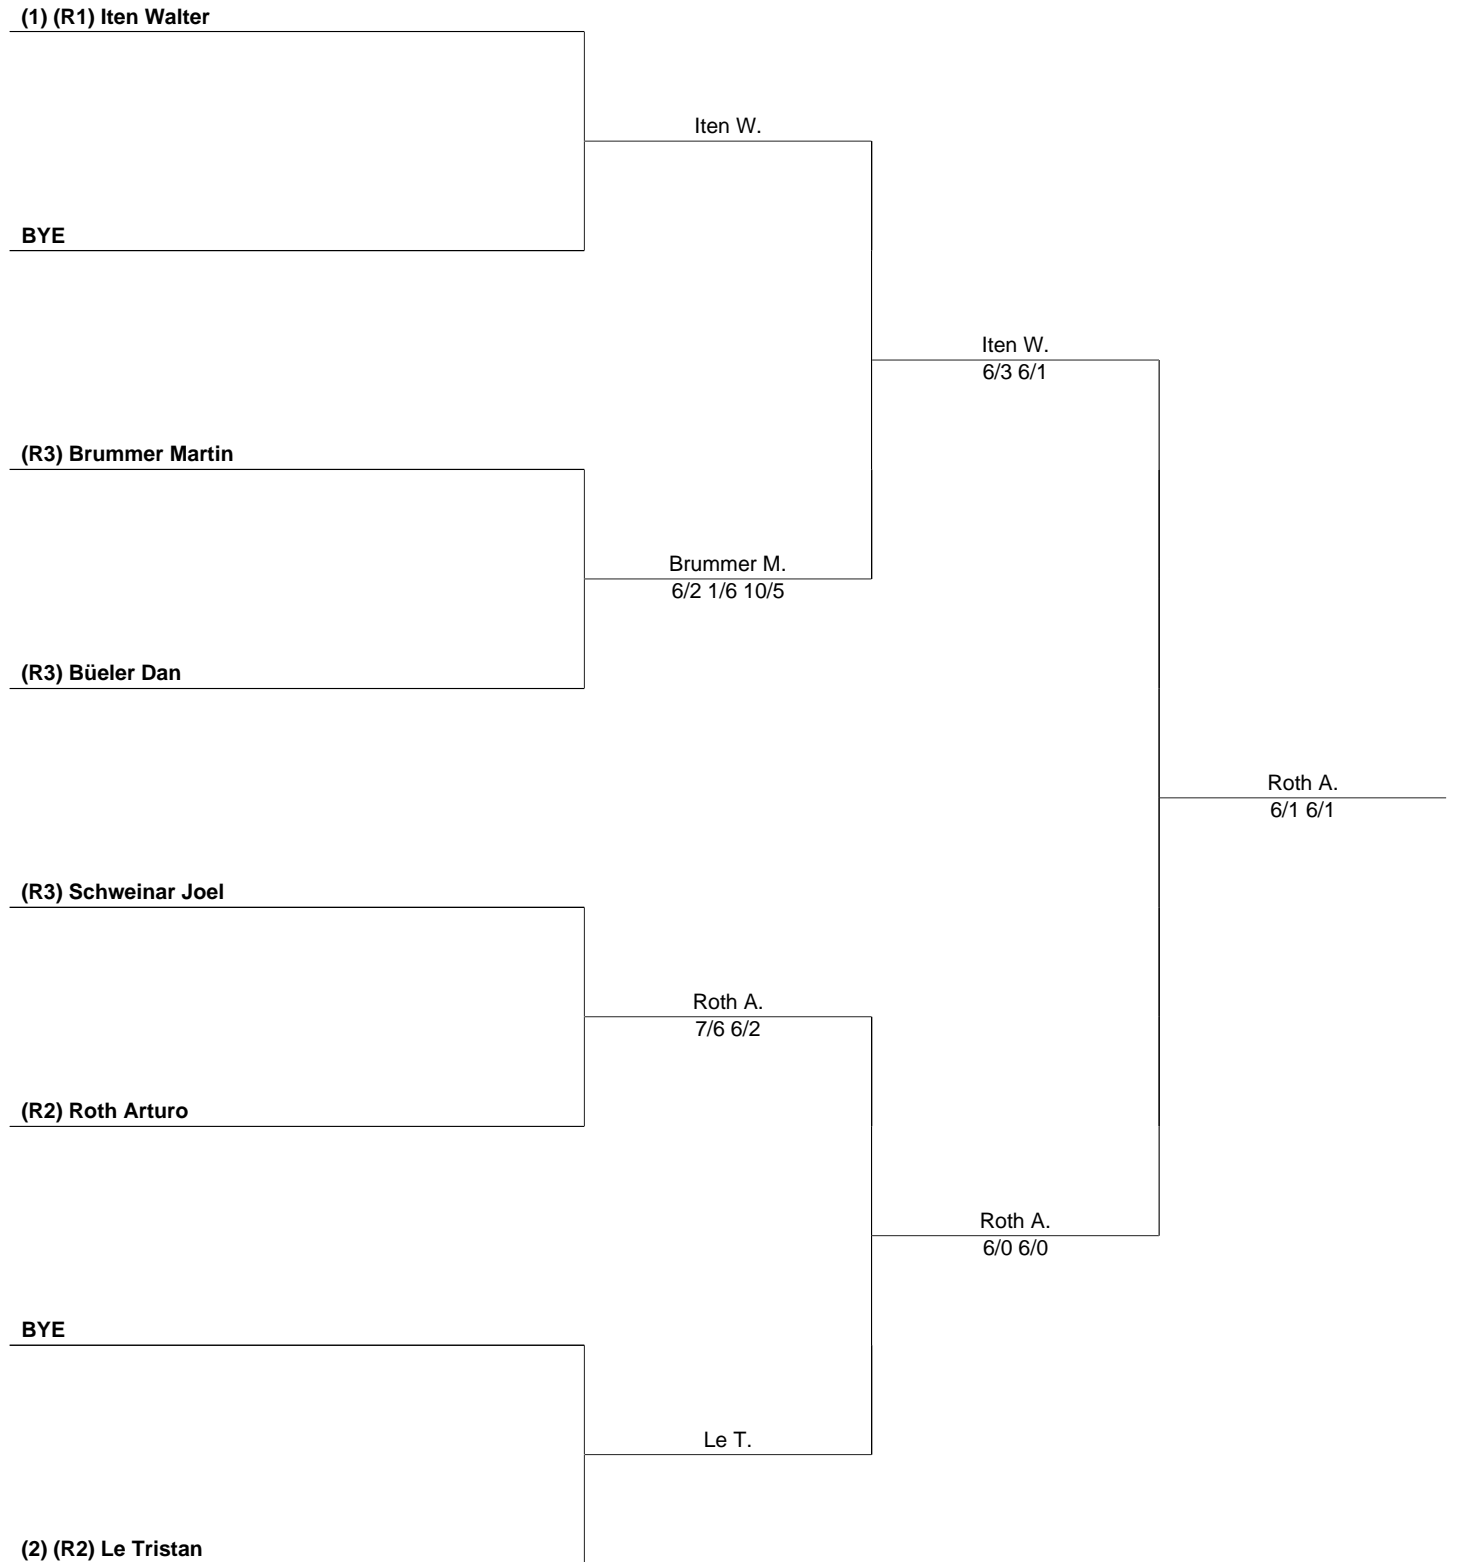 (1) (R1) Iten Walter
Iten W.
BYE
Iten W.
6/3 6/1
(R3) Brummer Martin
Brummer M.
6/2 1/6 10/5
(R3) Büeler Dan
Roth A.
6/1 6/1
(R3) Schweinar Joel
Roth A.
7/6 6/2
(R2) Roth Arturo
Roth A.
6/0 6/0
BYE
Le T.
(2) (R2) Le Tristan